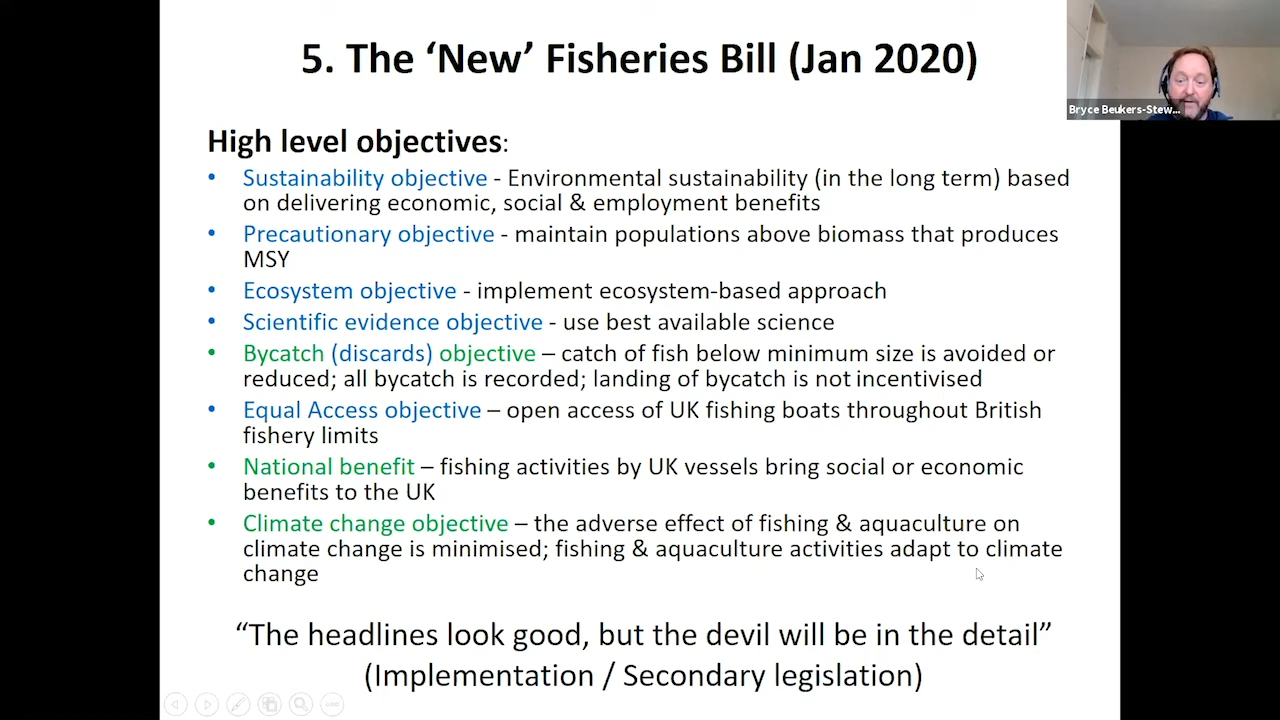 5. The ‘New’ Fisheries Bill (Jan 2020)
Bryce Beukers-Stew...
High level objectives:
• Sustainability objective - Environmental sustainability (in the long term) based
on delivering economic, social & employment benefits
• Precautionary objective - maintain populations above biomass that produces
MSY
• Ecosystem objective - implement ecosystem-based approach
• Scientific evidence objective - use best available science
• Bycatch (discards) objective – catch of fish below minimum size is avoided or
reduced; all bycatch is recorded; landing of bycatch is not incentivised
• Equal Access objective – open access of UK fishing boats throughout British
fishery limits
• National benefit – fishing activities by UK vessels bring social or economic
benefits to the UK
• Climate change objective – the adverse effect of fishing & aquaculture on
climate change is minimised; fishing & aquaculture activities adapt to climate
change
“The headlines look good, but the devil will be in the detail”
(Implementation / Secondary legislation)